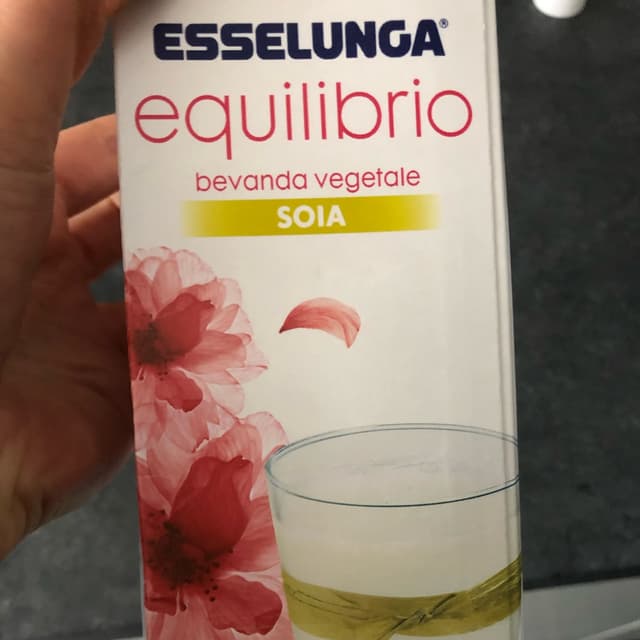 ESSELUNGA®
equilibrio
bevanda vegetale
SOIA